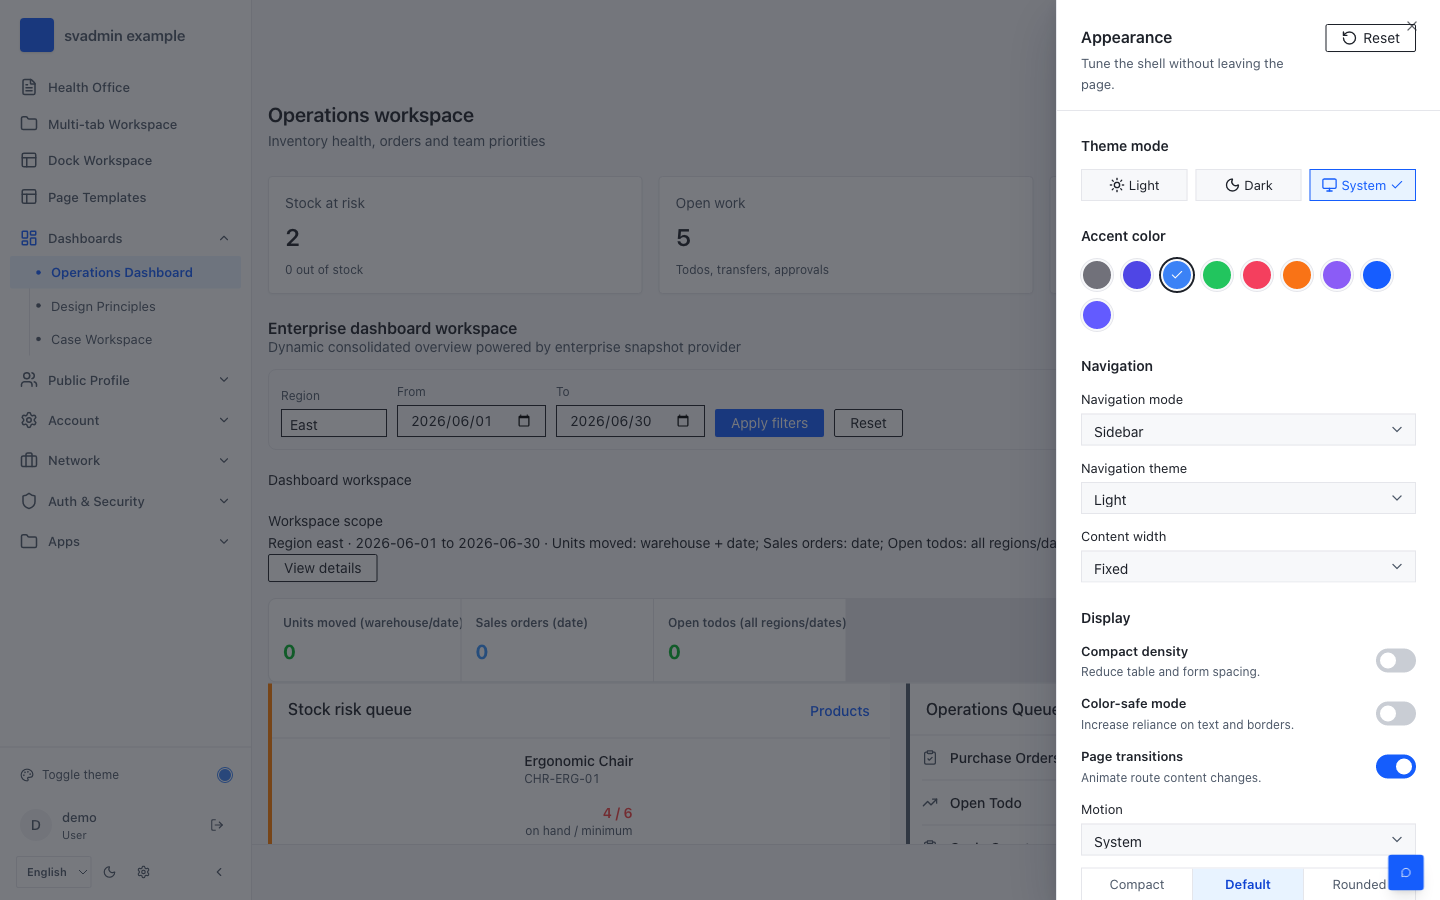 svadmin example
Health Office
Multi-tab Workspace
Dock Workspace
Page Templates
Dashboards
Operations Dashboard
Design Principles
Case Workspace
Public Profile
Account
Network
Auth & Security
Apps
Toggle theme
D
demo
User
English
Operations workspace
Inventory health, orders and team priorities
Stock at risk
2
0 out of stock
Open work
5
Todos, transfers, approvals
Enterprise dashboard workspace
Dynamic consolidated overview powered by enterprise snapshot provider
Region
East
From
2026/06/01
To
2026/06/30
Apply filters
Reset
Dashboard workspace
Workspace scope
Region east · 2026-06-01 to 2026-06-30 · Units moved: warehouse + date; Sales orders: date; Open todos: all regions/da
View details
Units moved (warehouse/date)
0
Sales orders (date)
0
Open todos (all regions/dates)
0
Stock risk queue
Products
Ergonomic Chair
CHR-ERG-01
4 / 6
on hand / minimum
Operations Queue
Purchase Orders
Open Todo
Appearance
Tune the shell without leaving the
page.
Reset
Theme mode
Light
Dark
System
Accent color
Navigation
Navigation mode
Sidebar
Navigation theme
Light
Content width
Fixed
Display
Compact density
Reduce table and form spacing.
Color-safe mode
Increase reliance on text and borders.
Page transitions
Animate route content changes.
Motion
System
Compact
Default
Rounded